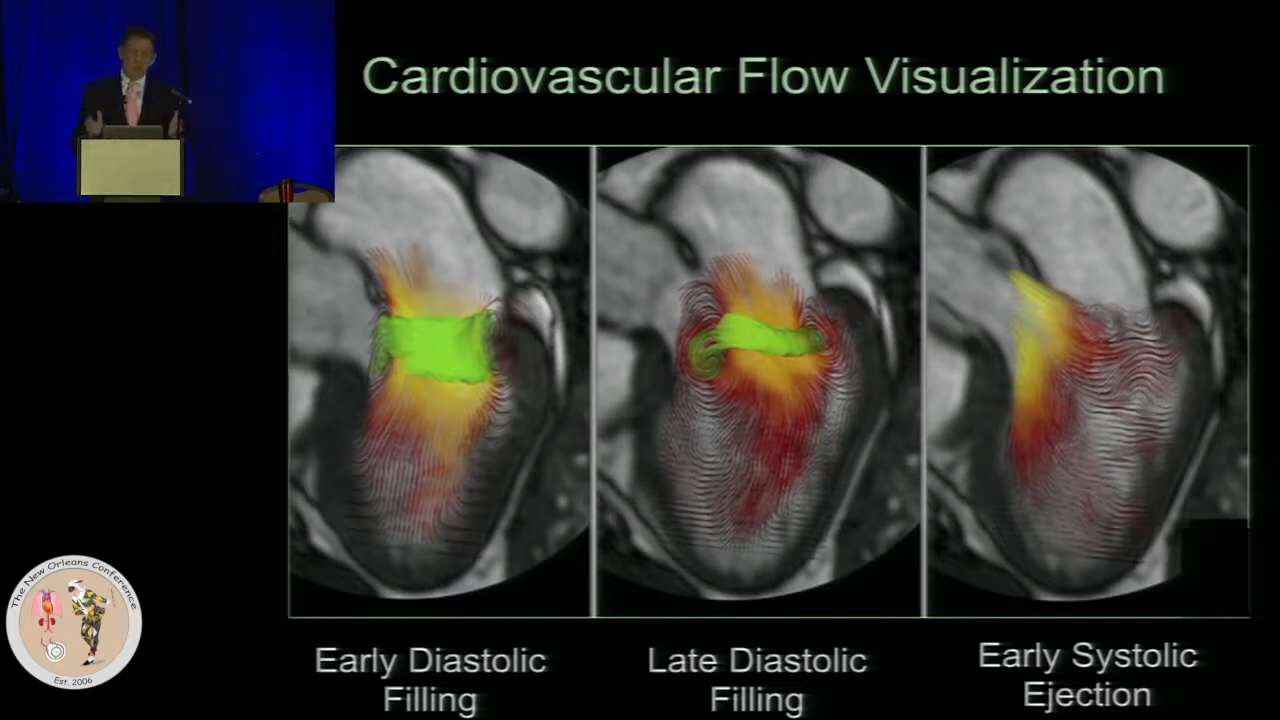 Cardiovascular Flow Visualization
Early Diastolic
Filling
Late Diastolic
Filling
Early Systolic
Ejection
The New Orleans Conference
Est. 2006